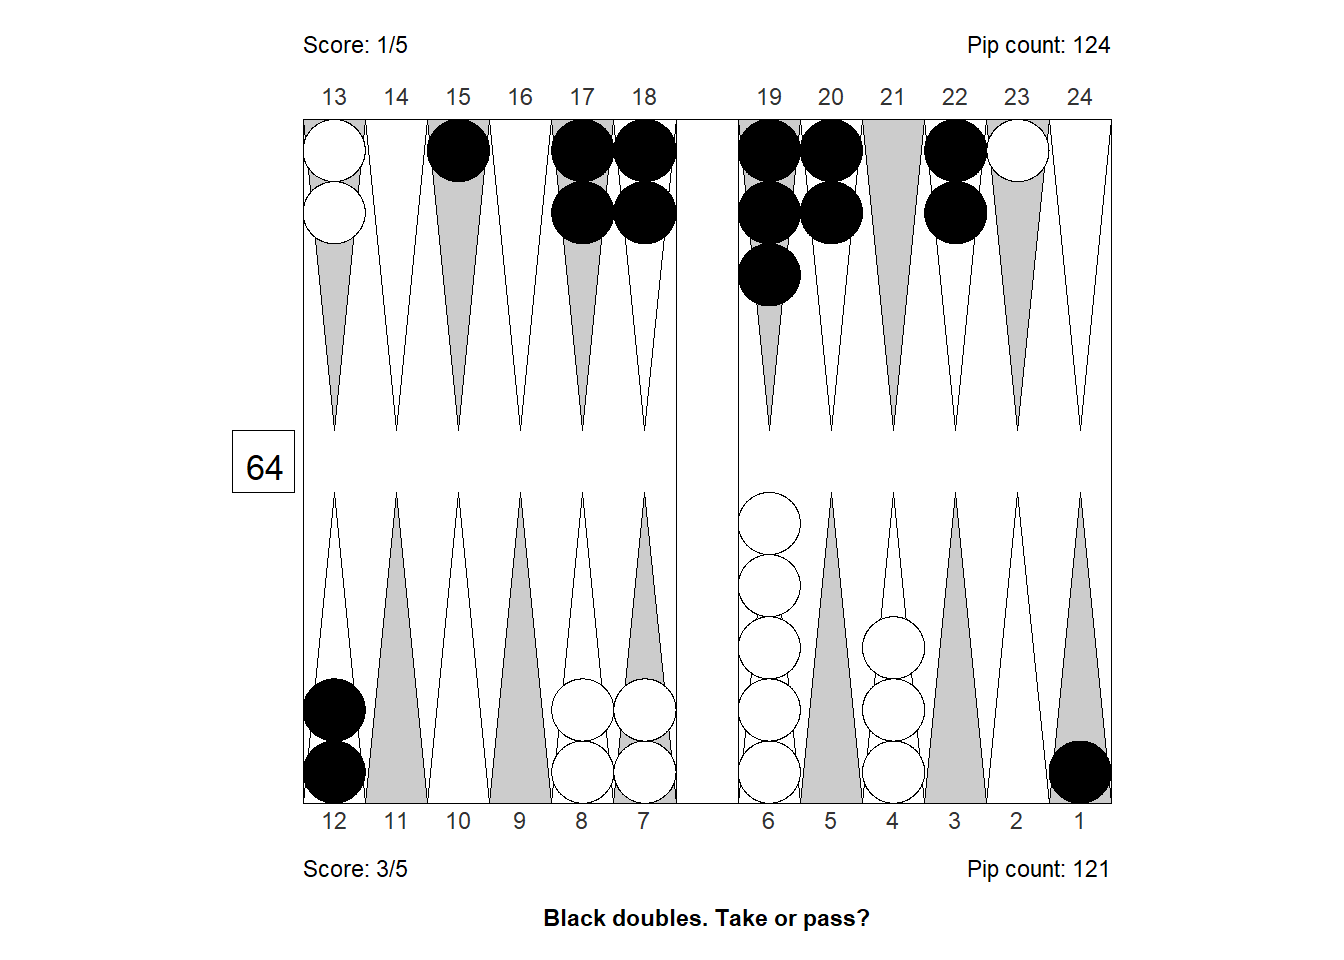 Score: 1/5 Pip count: 124
13 14 15 16 17 18 19 20 21 22 23 24
64
12 11 10 9 8 7 6 5 4 3 2 1
Score: 3/5 Pip count: 121
Black doubles. Take or pass?